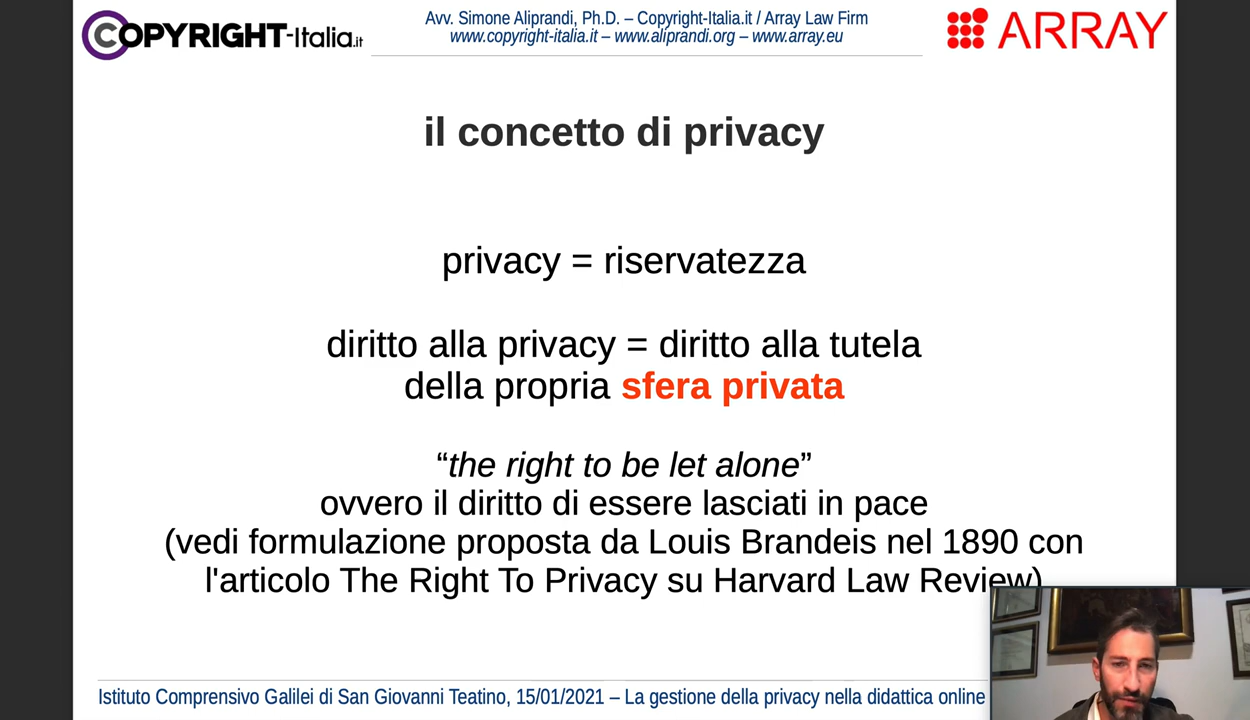 COPYRIGHT-Italia.it
Avv. Simone Aliprandi, Ph.D. – Copyright-Italia.it / Array Law Firm
www.copyright-italia.it – www.aliprandi.org – www.array.eu
ARRAY
il concetto di privacy
privacy = riservatezza
diritto alla privacy = diritto alla tutela
della propria sfera privata
“the right to be let alone”
ovvero il diritto di essere lasciati in pace
(vedi formulazione proposta da Louis Brandeis nel 1890 con
l'articolo The Right To Privacy su Harvard Law Review)
Istituto Comprensivo Galilei di San Giovanni Teatino, 15/01/2021 – La gestione della privacy nella didattica online